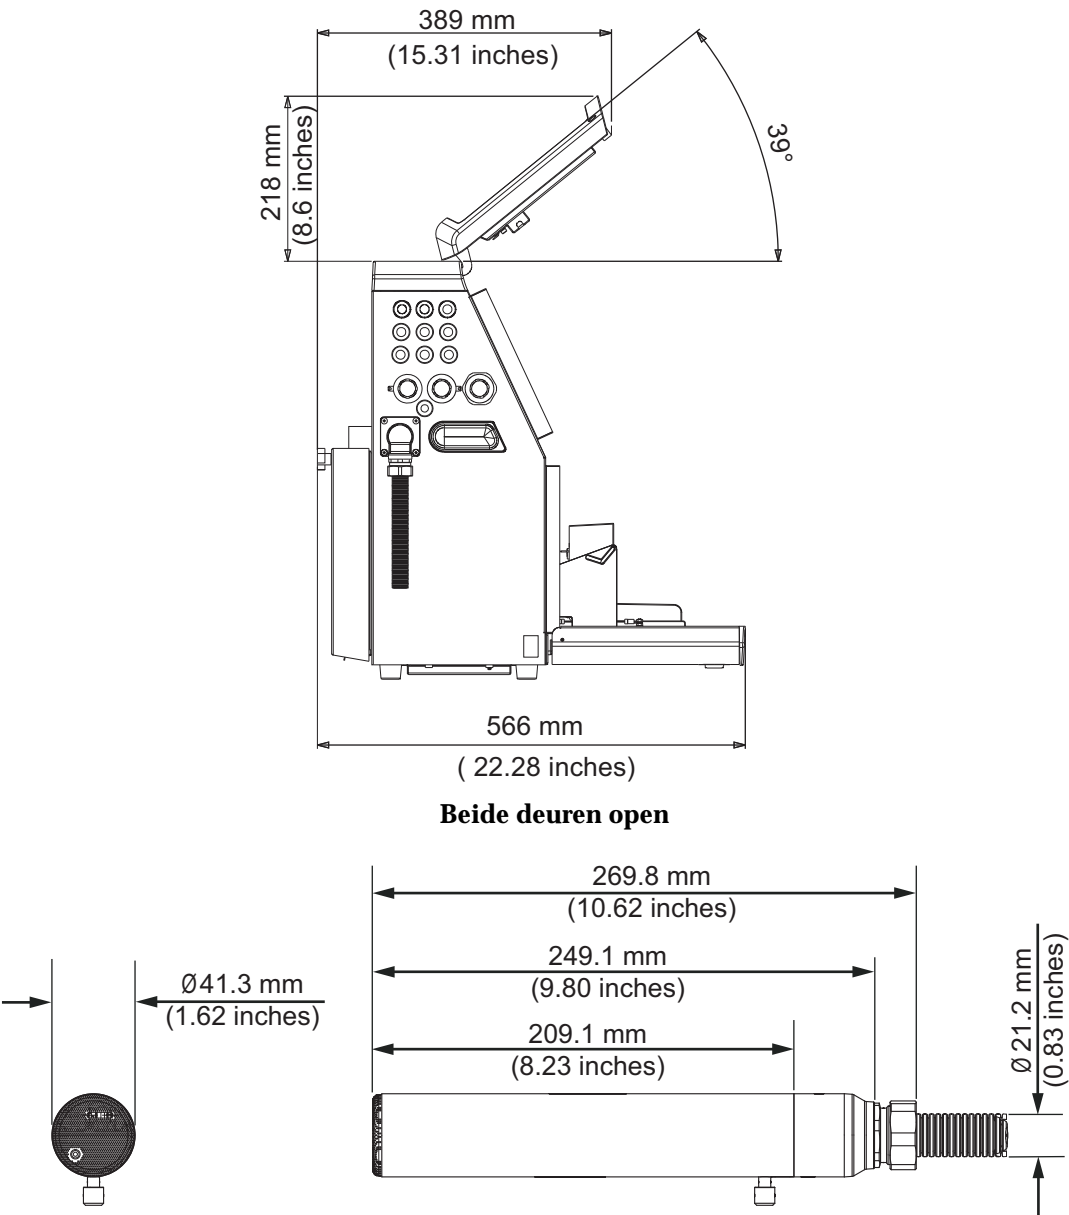 389 mm
(15.31 inches)
39°
218 mm
(8.6 inches)
566 mm
( 22.28 inches)
Beide deuren open
269.8 mm
(10.62 inches)
249.1 mm
(9.80 inches)
Ø41.3 mm
(1.62 inches)
209.1 mm
(8.23 inches)
Ø21.2 mm
(0.83 inches)